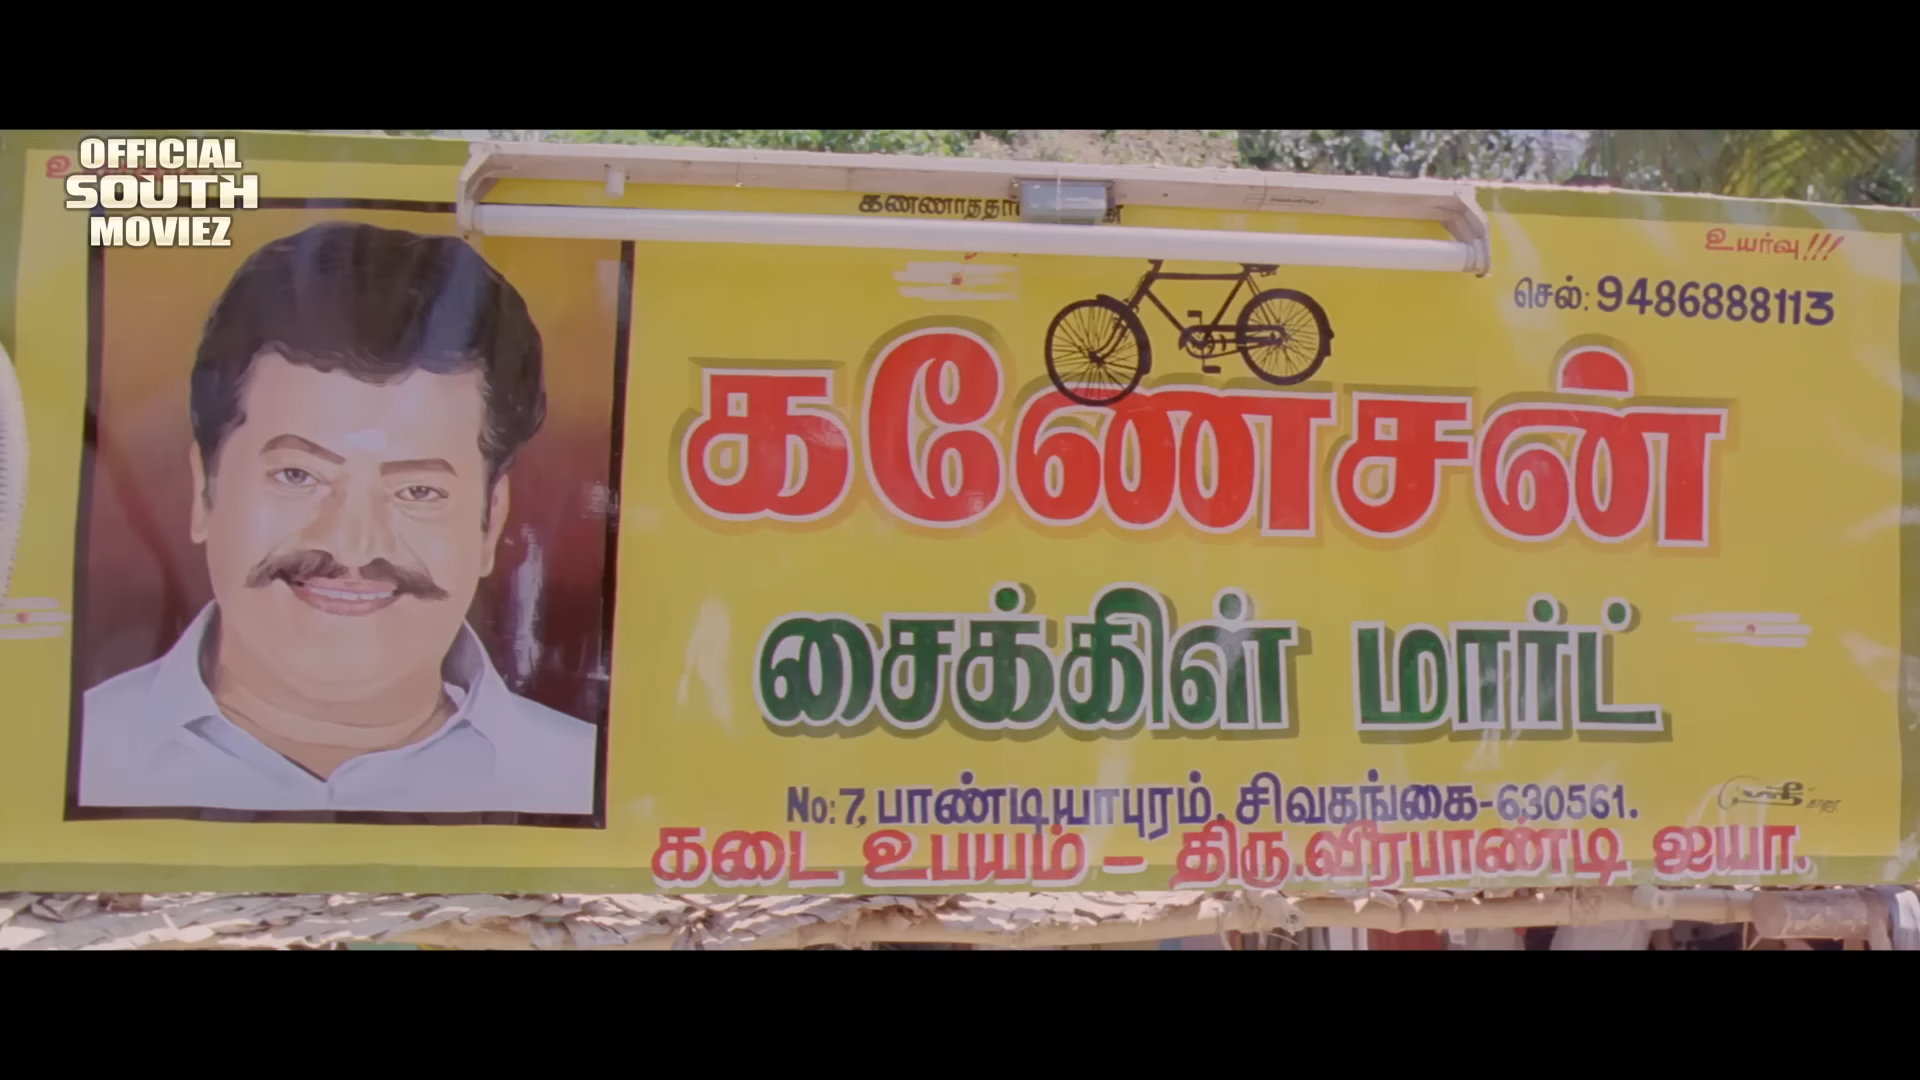 OFFICIAL
SOUTH
MOVIEZ
உயர்வு!!!
செல்: 9486888113
கணேசன்
சைக்கிள் மார்ட்
No: 7, பாண்டியாபுரம், சிவகங்கை-630561.
கடை உபயம் - திரு.வீரபாண்டி ஐயா.